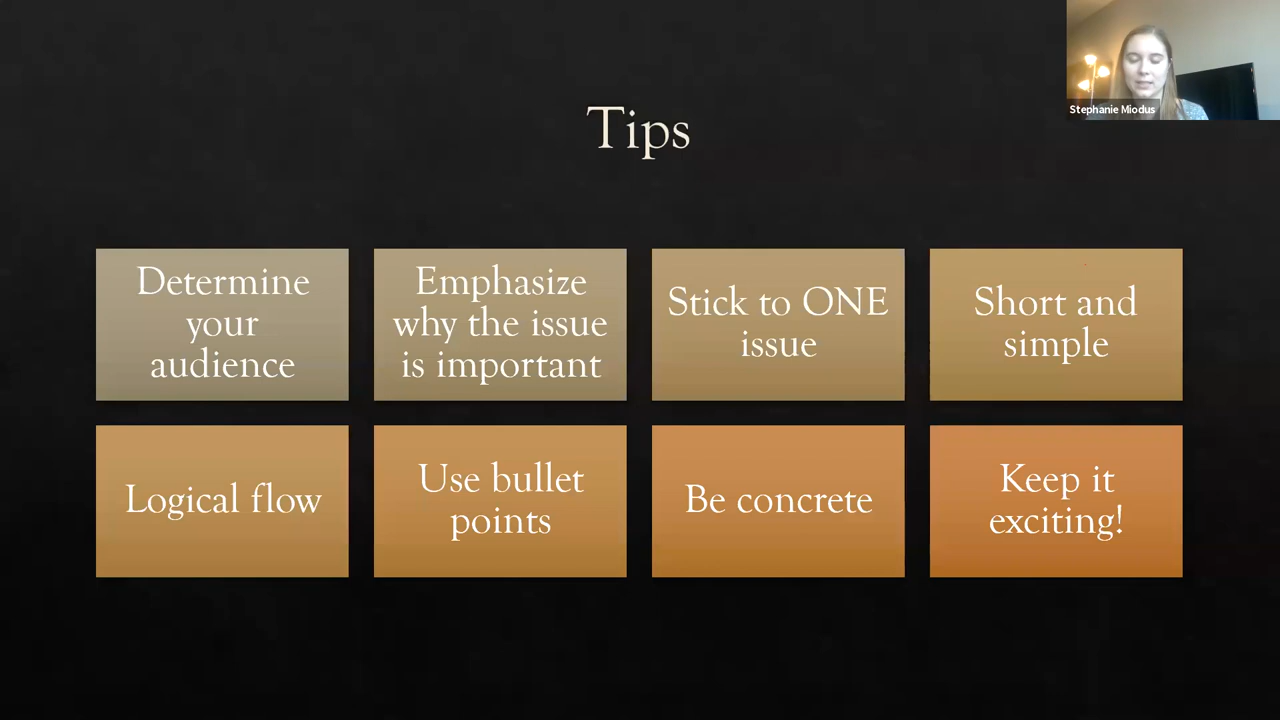 Stephanie Miodus
Tips
Determine
your
audience
Emphasize
why the issue
is important
Stick to ONE
issue
Short and
simple
Logical flow
Use bullet
points
Be concrete
Keep it
exciting!